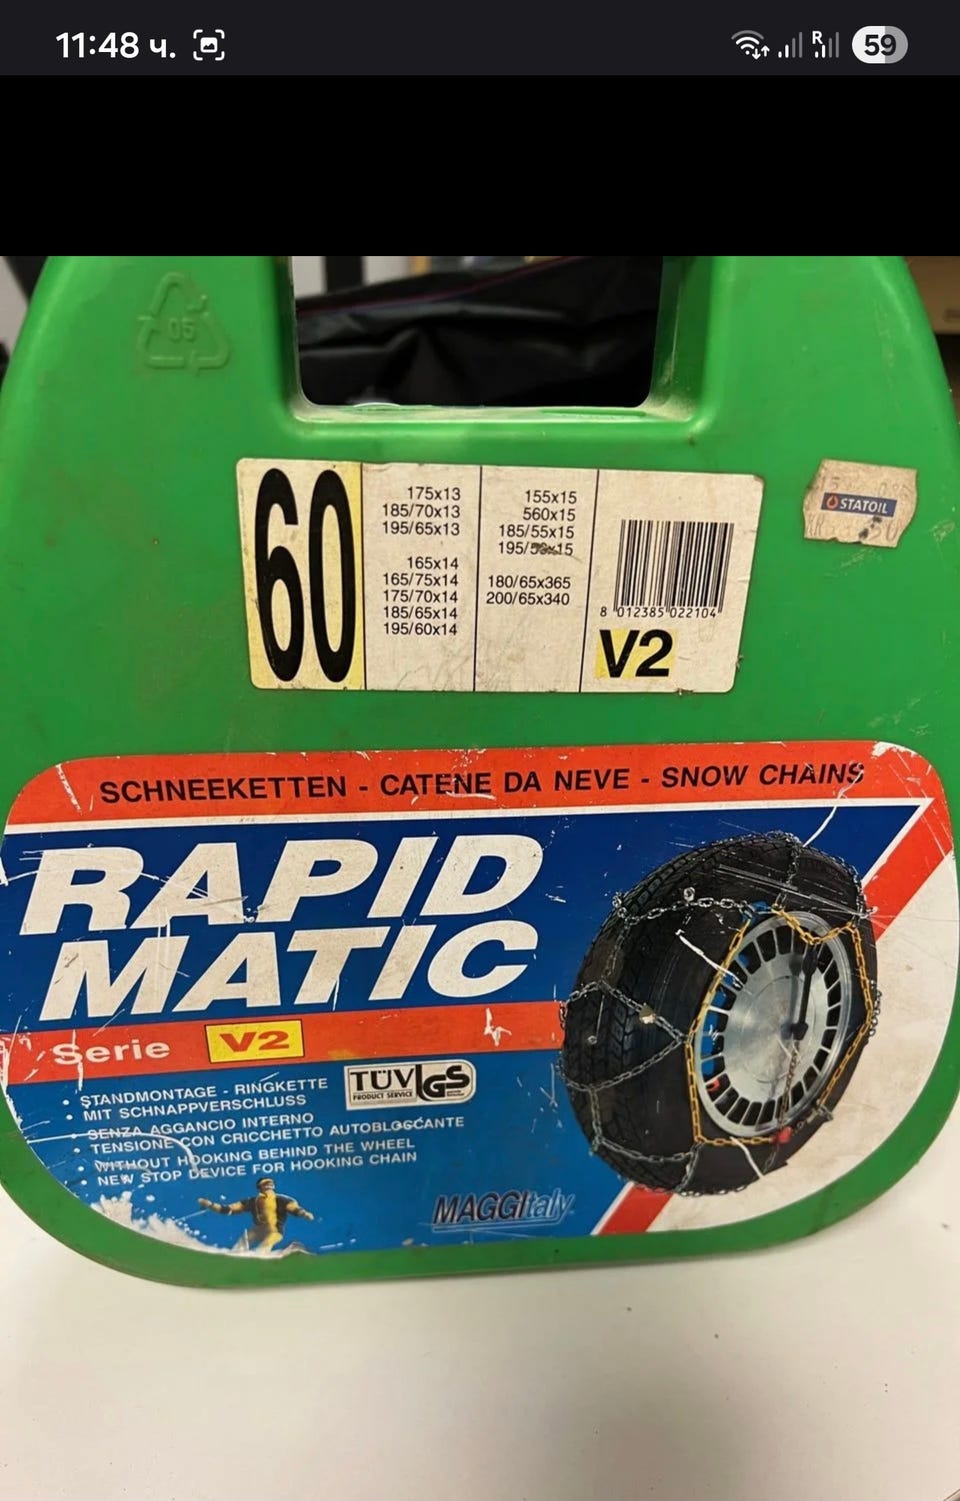 11:48 ч.
R
59
05
60
175x13
185/70x13
195/65x13
165x14
165/75x14
175/70x14
185/65x14
195/60x14
155x15
560x15
185/55x15
195/ x15
180/65x365
200/65x340
8 012385 022104
V2
STATOIL
SCHNEEKETTEN - CATENE DA NEVE - SNOW CHAINS
RAPID
MATIC
Serie V2
TÜV GS
PRODUCT SERVICE
• STANDMONTAGE - RINGKETTE
• MIT SCHNAPPVERSCHLUSS
• SENZA AGGANCIO INTERNO
• TENSIONE CON CRICCHETTO AUTOBLOCCANTE
• WITHOUT HOOKING BEHIND THE WHEEL
• NEW STOP DEVICE FOR HOOKING CHAIN
MAGGItaly